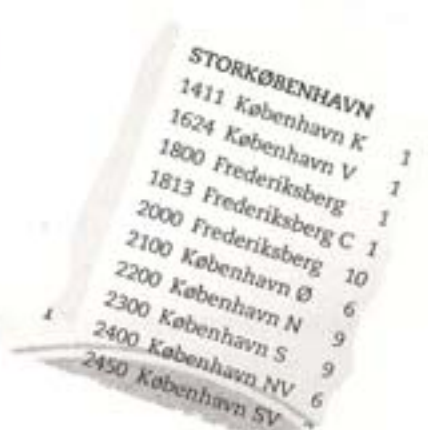 STORKØBENHAVN
1411 København K 1
1624 København V 1
1800 Frederiksberg 1
1813 Frederiksberg C 1
2000 Frederiksberg 10
2100 København Ø 6
2200 København N 9
2300 København S 9
2400 København NV 6
2450 København SV